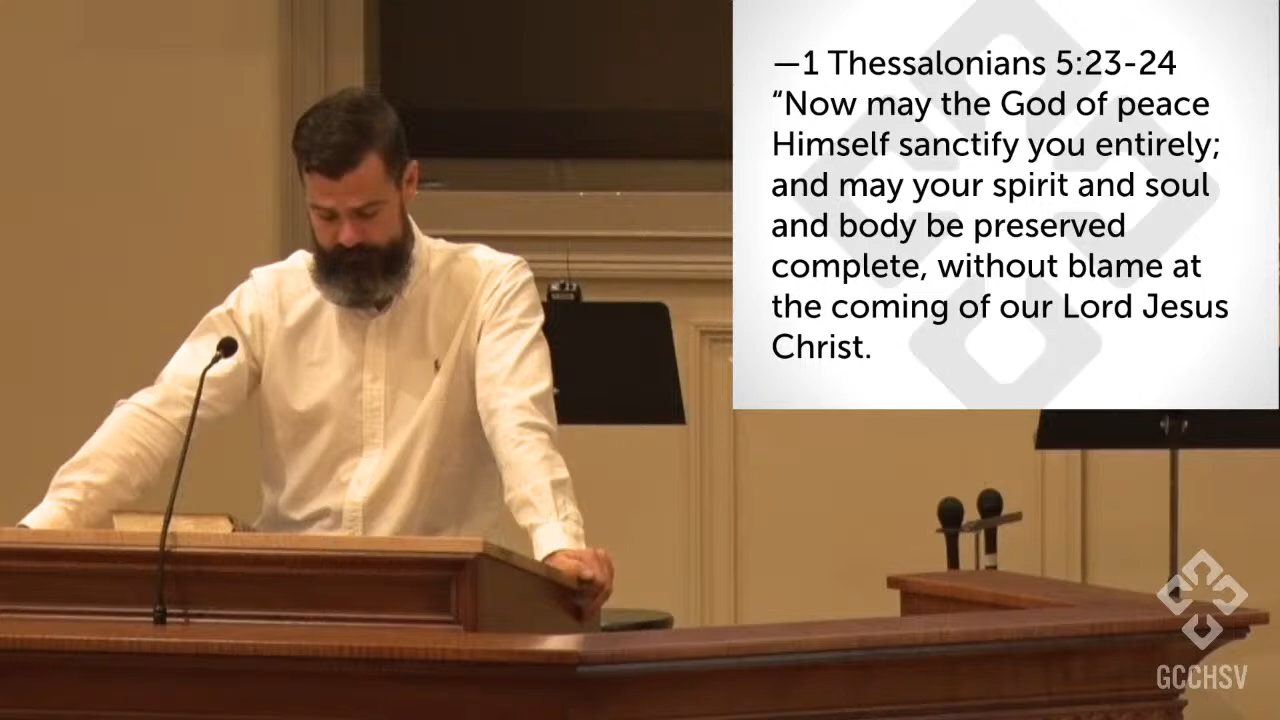 —1 Thessalonians 5:23-24
“Now may the God of peace
Himself sanctify you entirely;
and may your spirit and soul
and body be preserved
complete, without blame at
the coming of our Lord Jesus
Christ.
GCCHSV